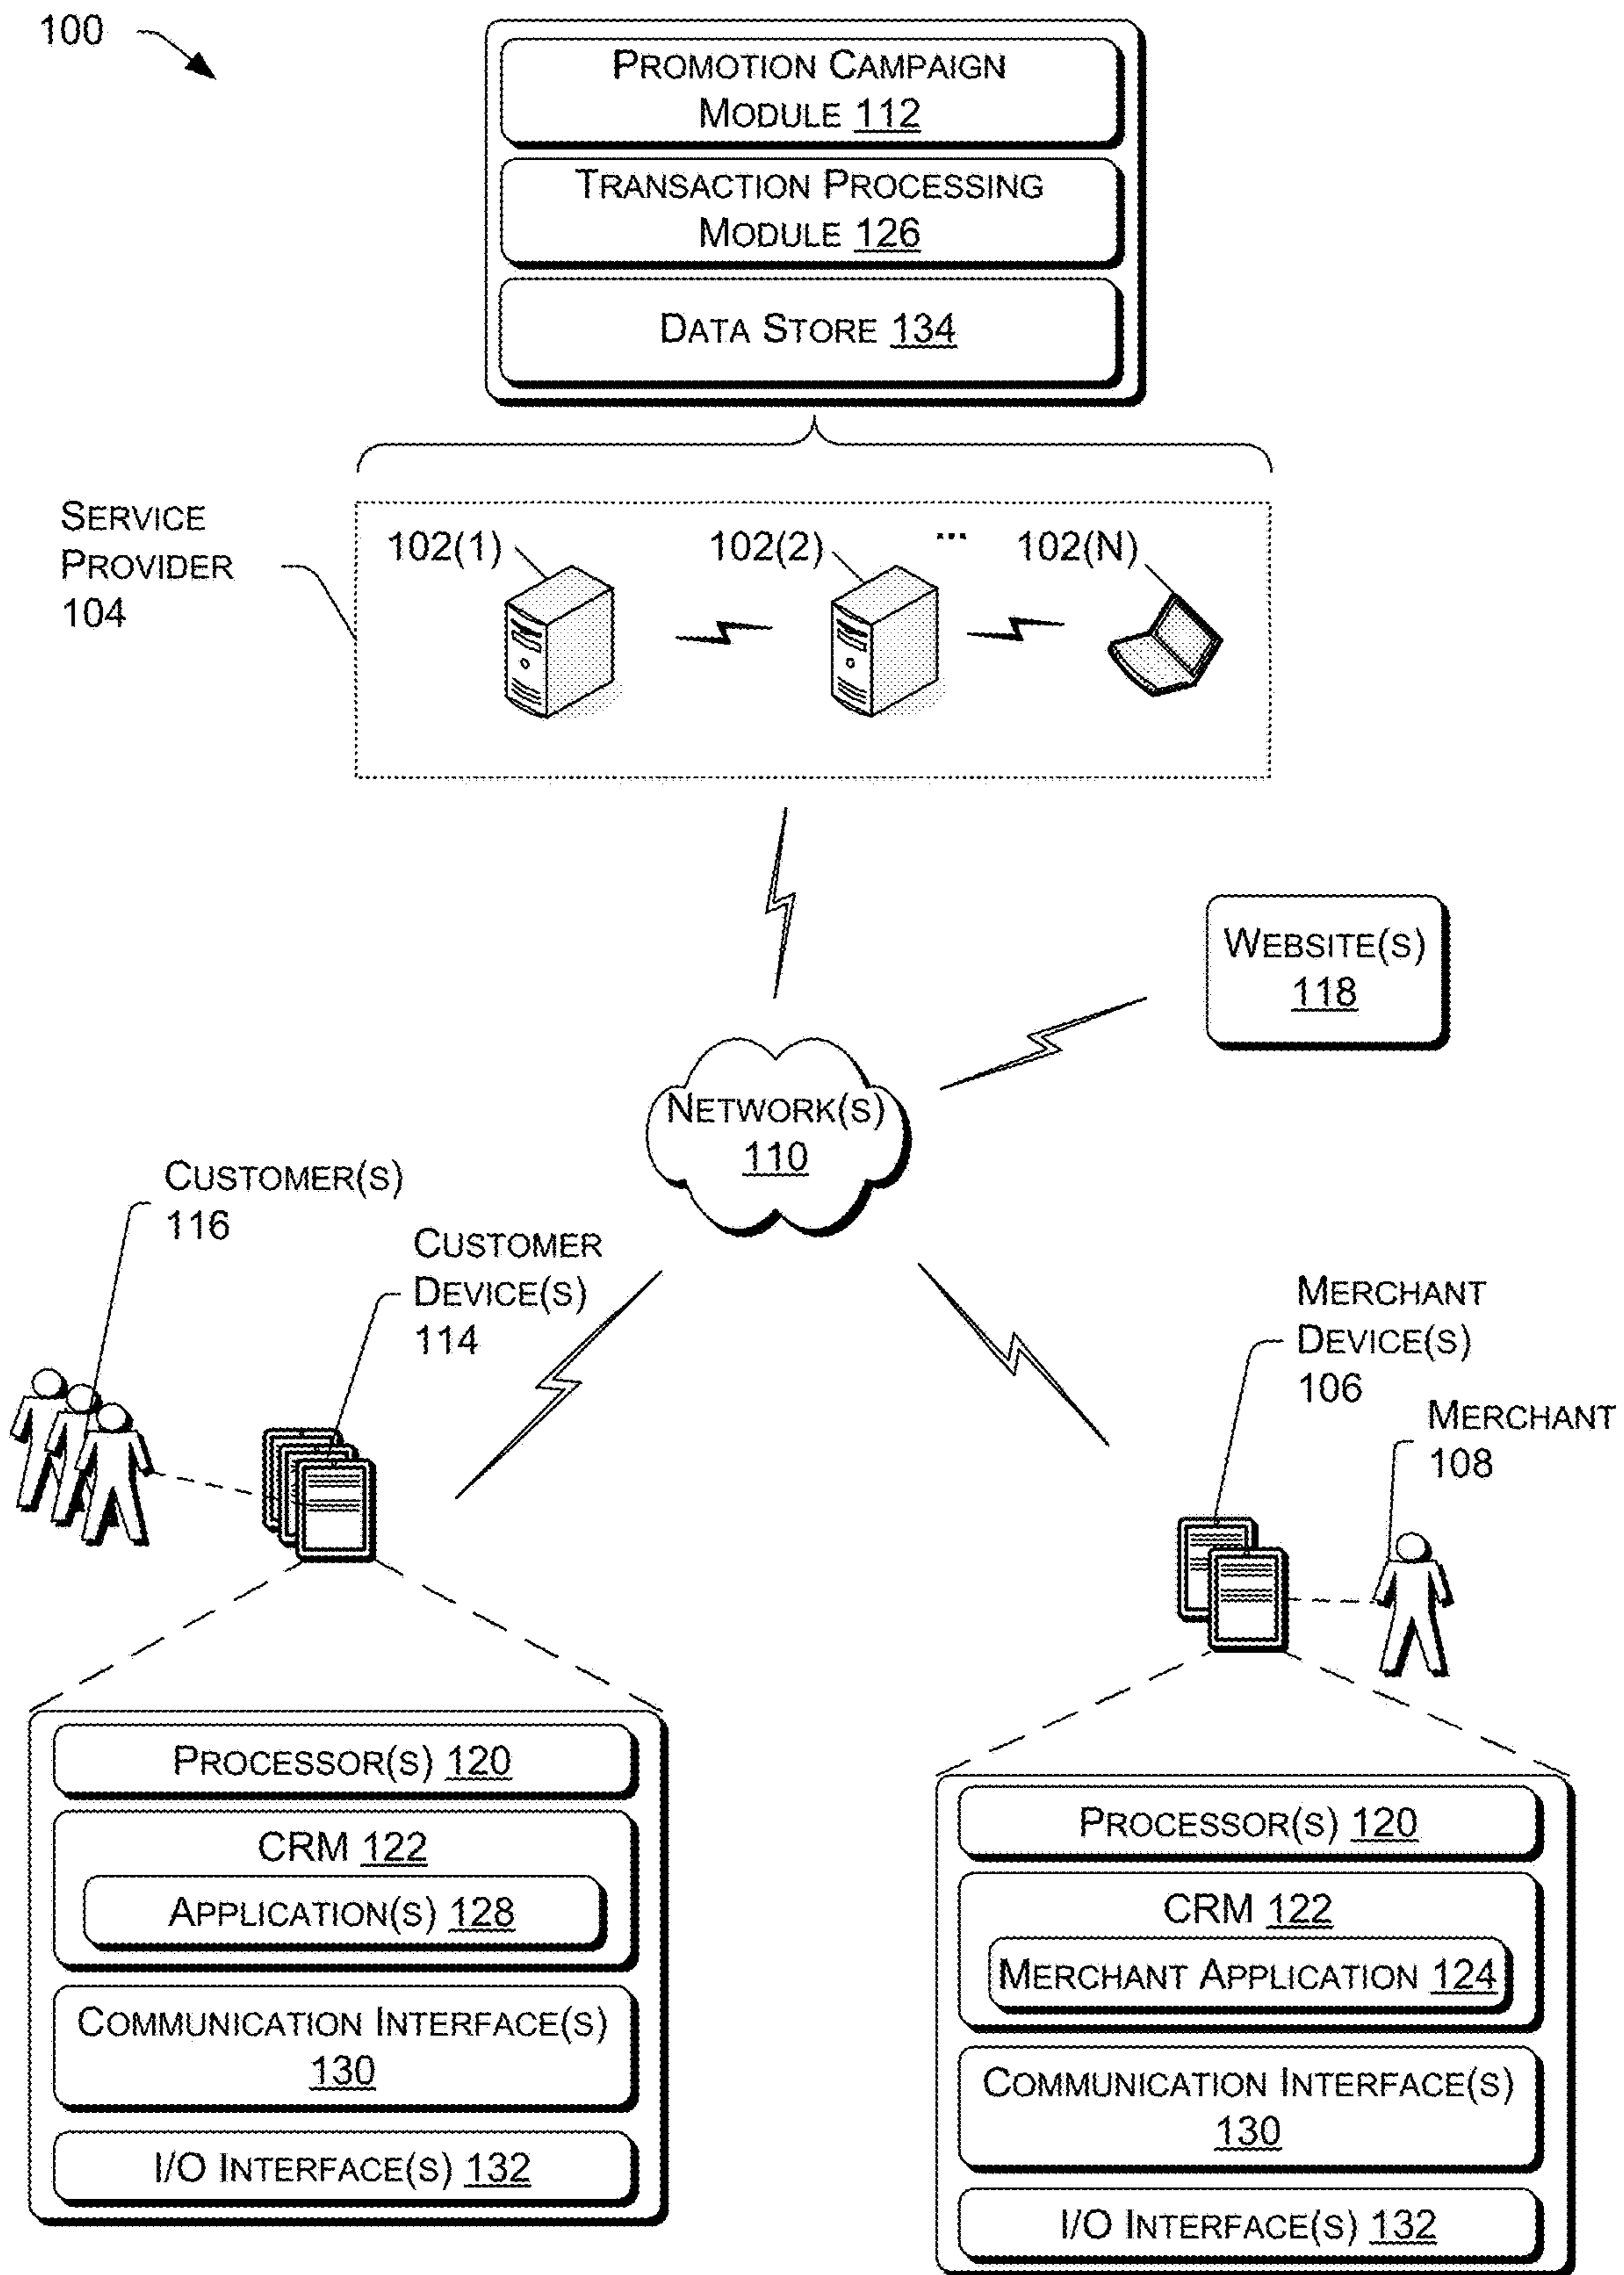 100
PROMOTION CAMPAIGN
MODULE 112
TRANSACTION PROCESSING
MODULE 126
DATA STORE 134
SERVICE
PROVIDER
104
102(1)
102(2)
...
102(N)
WEBSITE(S)
118
NETWORK(S)
110
CUSTOMER(S)
116
CUSTOMER
DEVICE(S)
114
MERCHANT
DEVICE(S)
106
MERCHANT
108
PROCESSOR(S) 120
CRM 122
APPLICATION(S) 128
COMMUNICATION INTERFACE(S)
130
I/O INTERFACE(S) 132
PROCESSOR(S) 120
CRM 122
MERCHANT APPLICATION 124
COMMUNICATION INTERFACE(S)
130
I/O INTERFACE(S) 132